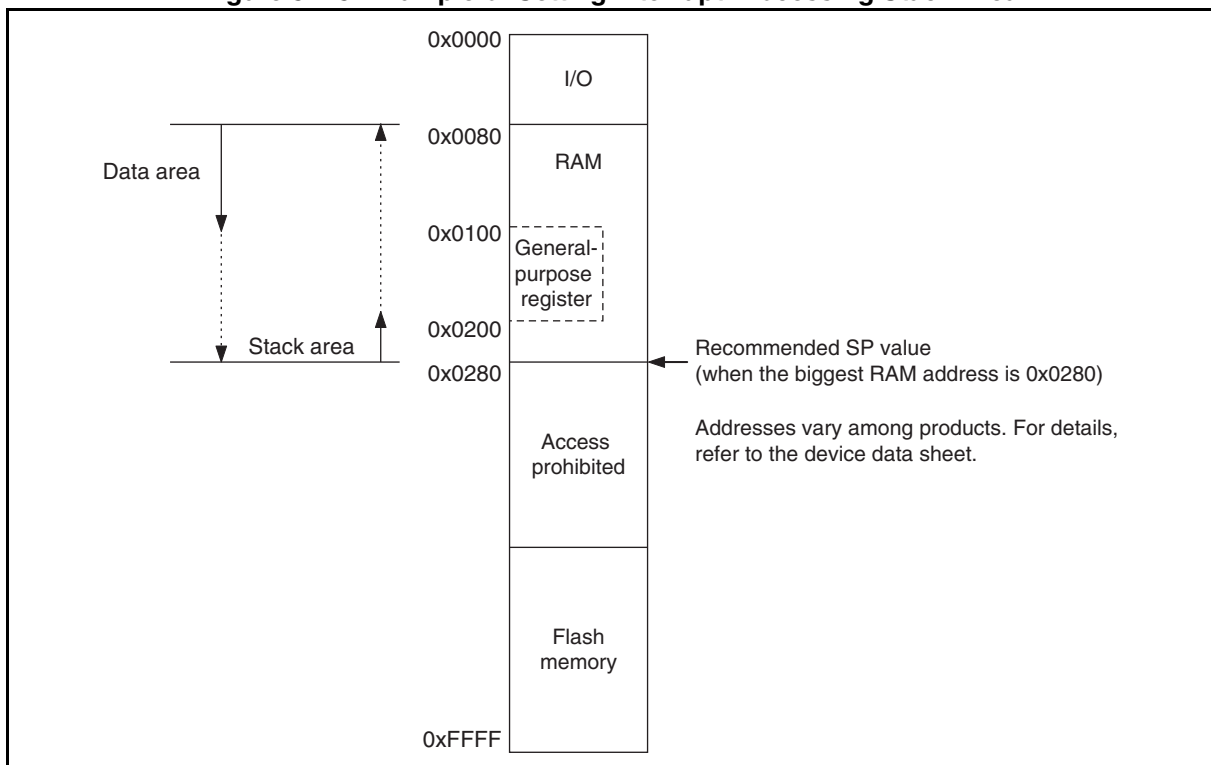 0x0000
I/O
0x0080
RAM
Data area
0x0100
General-
purpose
register
0x0200
Stack area
0x0280
Recommended SP value
(when the biggest RAM address is 0x0280)
Addresses vary among products. For details,
refer to the device data sheet.
Access
prohibited
Flash
memory
0xFFFF